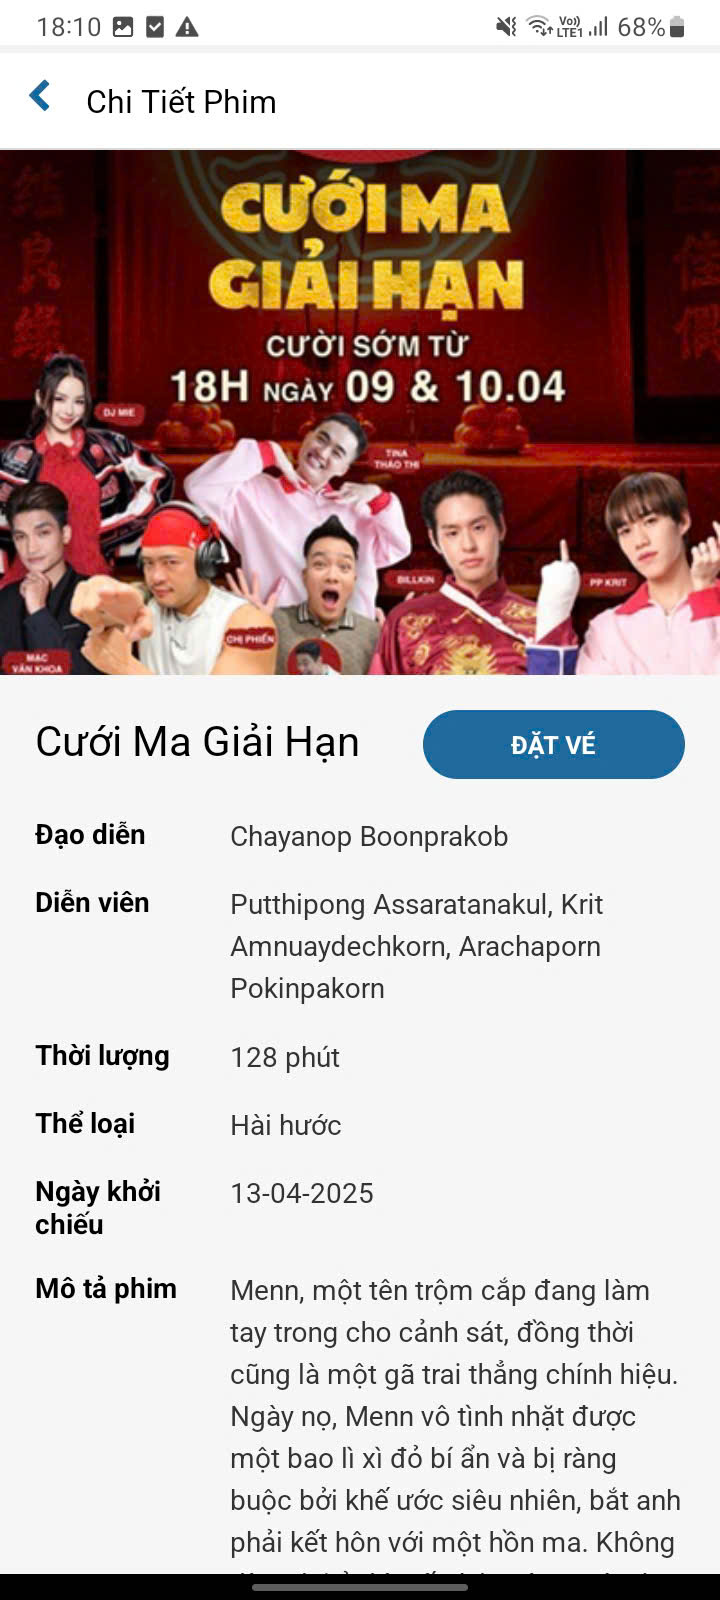 18:10
Vo))
LTE1
68%
Chi Tiết Phim
CƯỚI MA
GIẢI HẠN
CƯỜI SỚM TỪ
18H NGÀY 09 & 10.04
DJ MIE
TINA
THẢO THI
BILLKIN
PP KRIT
CHỊ PHIẾN
MẠC
VĂN KHOA
Cưới Ma Giải Hạn
ĐẶT VÉ
Đạo diễn
Chayanop Boonprakob
Diễn viên
Putthipong Assaratanakul, Krit
Amnuaydechkorn, Arachaporn
Pokinpakorn
Thời lượng
128 phút
Thể loại
Hài hước
Ngày khởi
chiếu
13-04-2025
Mô tả phim
Menn, một tên trộm cắp đang làm
tay trong cho cảnh sát, đồng thời
cũng là một gã trai thẳng chính hiệu.
Ngày nọ, Menn vô tình nhặt được
một bao lì xì đỏ bí ẩn và bị ràng
buộc bởi khế ước siêu nhiên, bắt anh
phải kết hôn với một hồn ma. Không